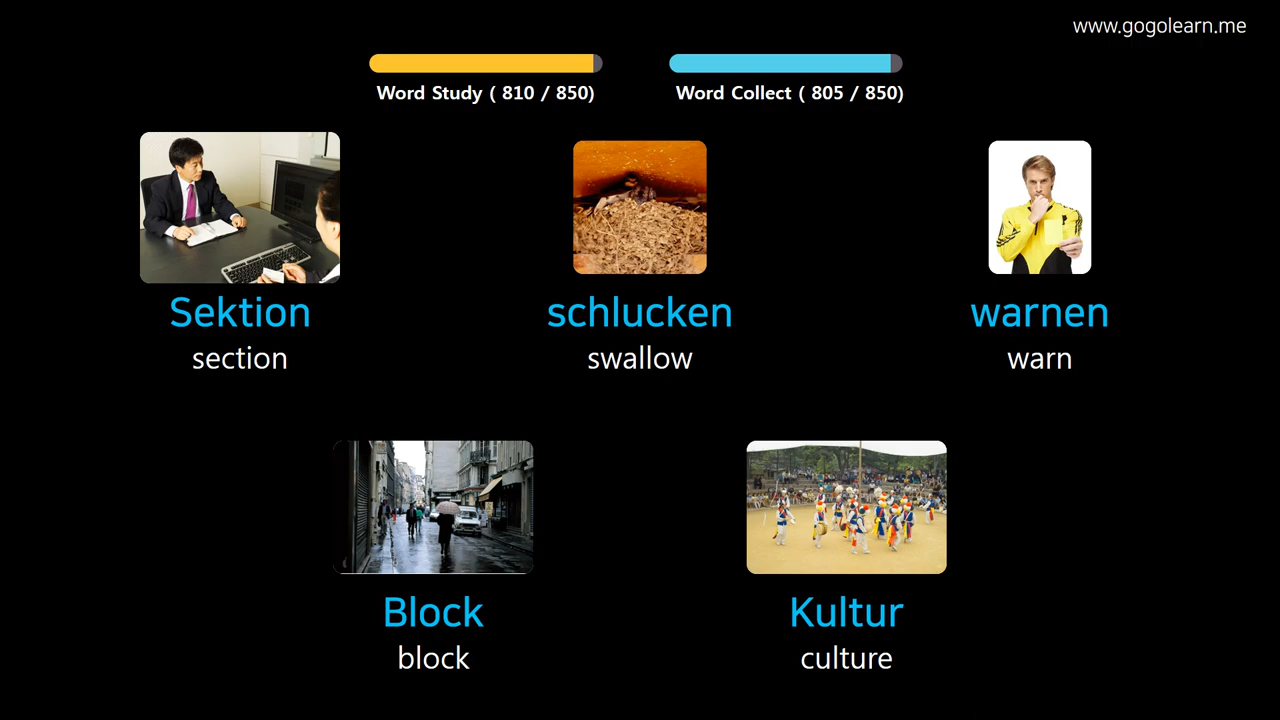 www.gogolearn.me
Word Study ( 810 / 850)
Word Collect ( 805 / 850)
Sektion
section
schlucken
swallow
warnen
warn
Block
block
Kultur
culture